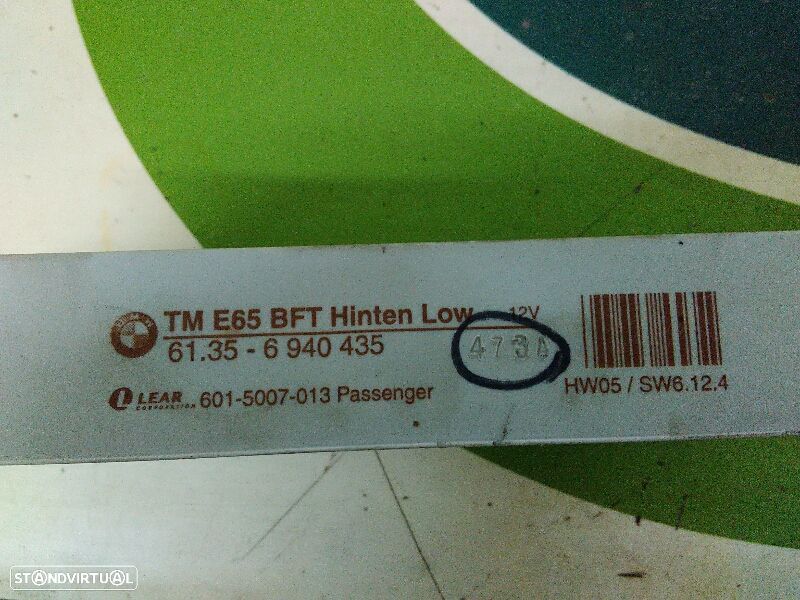 TM E65 BFT Hinten Low 12V
61.35 - 6 940 435
LEAR CORPORATION 601-5007-013 Passenger
HW05 / SW6.12.4
STANDVIRTUAL